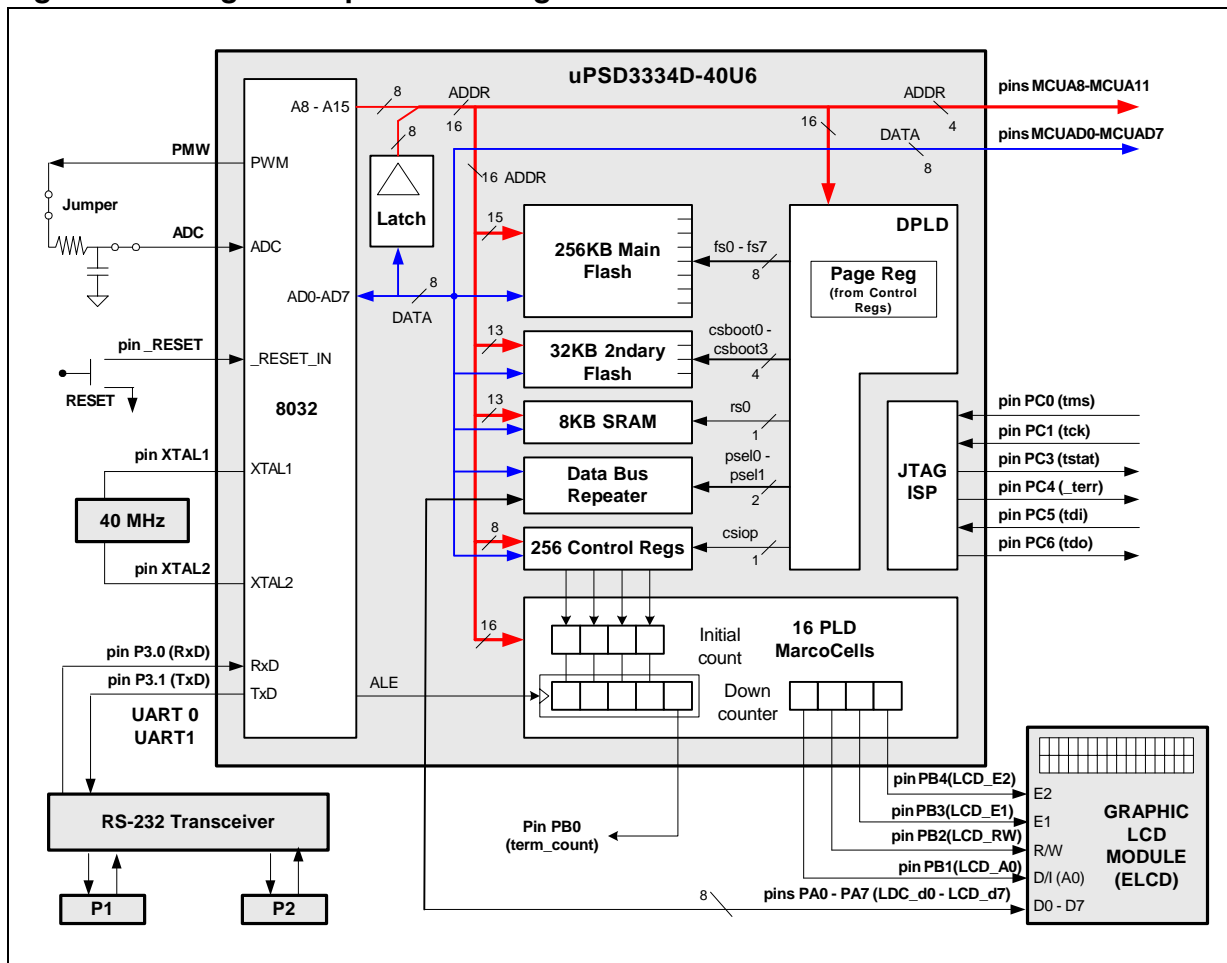 uPSD3334D-40U6
pins MCUA8-MCUA11
A8 - A15
8
ADDR
16
8
16
ADDR
4
pins MCUAD0-MCUAD7
DATA
8
PMW
PWM
Latch
16 ADDR
Jumper
ADC
ADC
15
256KB Main
Flash
fs0 - fs7
8
DPLD
Page Reg
(from Control
Regs)
AD0-AD7
8
DATA
pin _RESET
_RESET_IN
RESET
8032
13
32KB 2ndary
Flash
csboot0 -
csboot3
4
13
8KB SRAM
rs0
1
pin XTAL1
XTAL1
40 MHz
pin XTAL2
XTAL2
Data Bus
Repeater
psel0 -
psel1
2
8
256 Control Regs
csiop
1
JTAG
ISP
pin PC0 (tms)
pin PC1 (tck)
pin PC3 (tstat)
pin PC4 (_terr)
pin PC5 (tdi)
pin PC6 (tdo)
16
Initial
count
16 PLD
MarcoCells
pin P3.0 (RxD)
RxD
pin P3.1 (TxD)
TxD
ALE
Down
counter
UART 0
UART1
RS-232 Transceiver
P1
P2
Pin PB0
(term_count)
pin PB4(LCD_E2)
pin PB3(LCD_E1)
pin PB2(LCD_RW)
pin PB1(LCD_A0)
8
pins PA0 - PA7 (LDC_d0 - LCD_d7)
E2
E1
R/W
D/I (A0)
D0 - D7
GRAPHIC
LCD
MODULE
(ELCD)